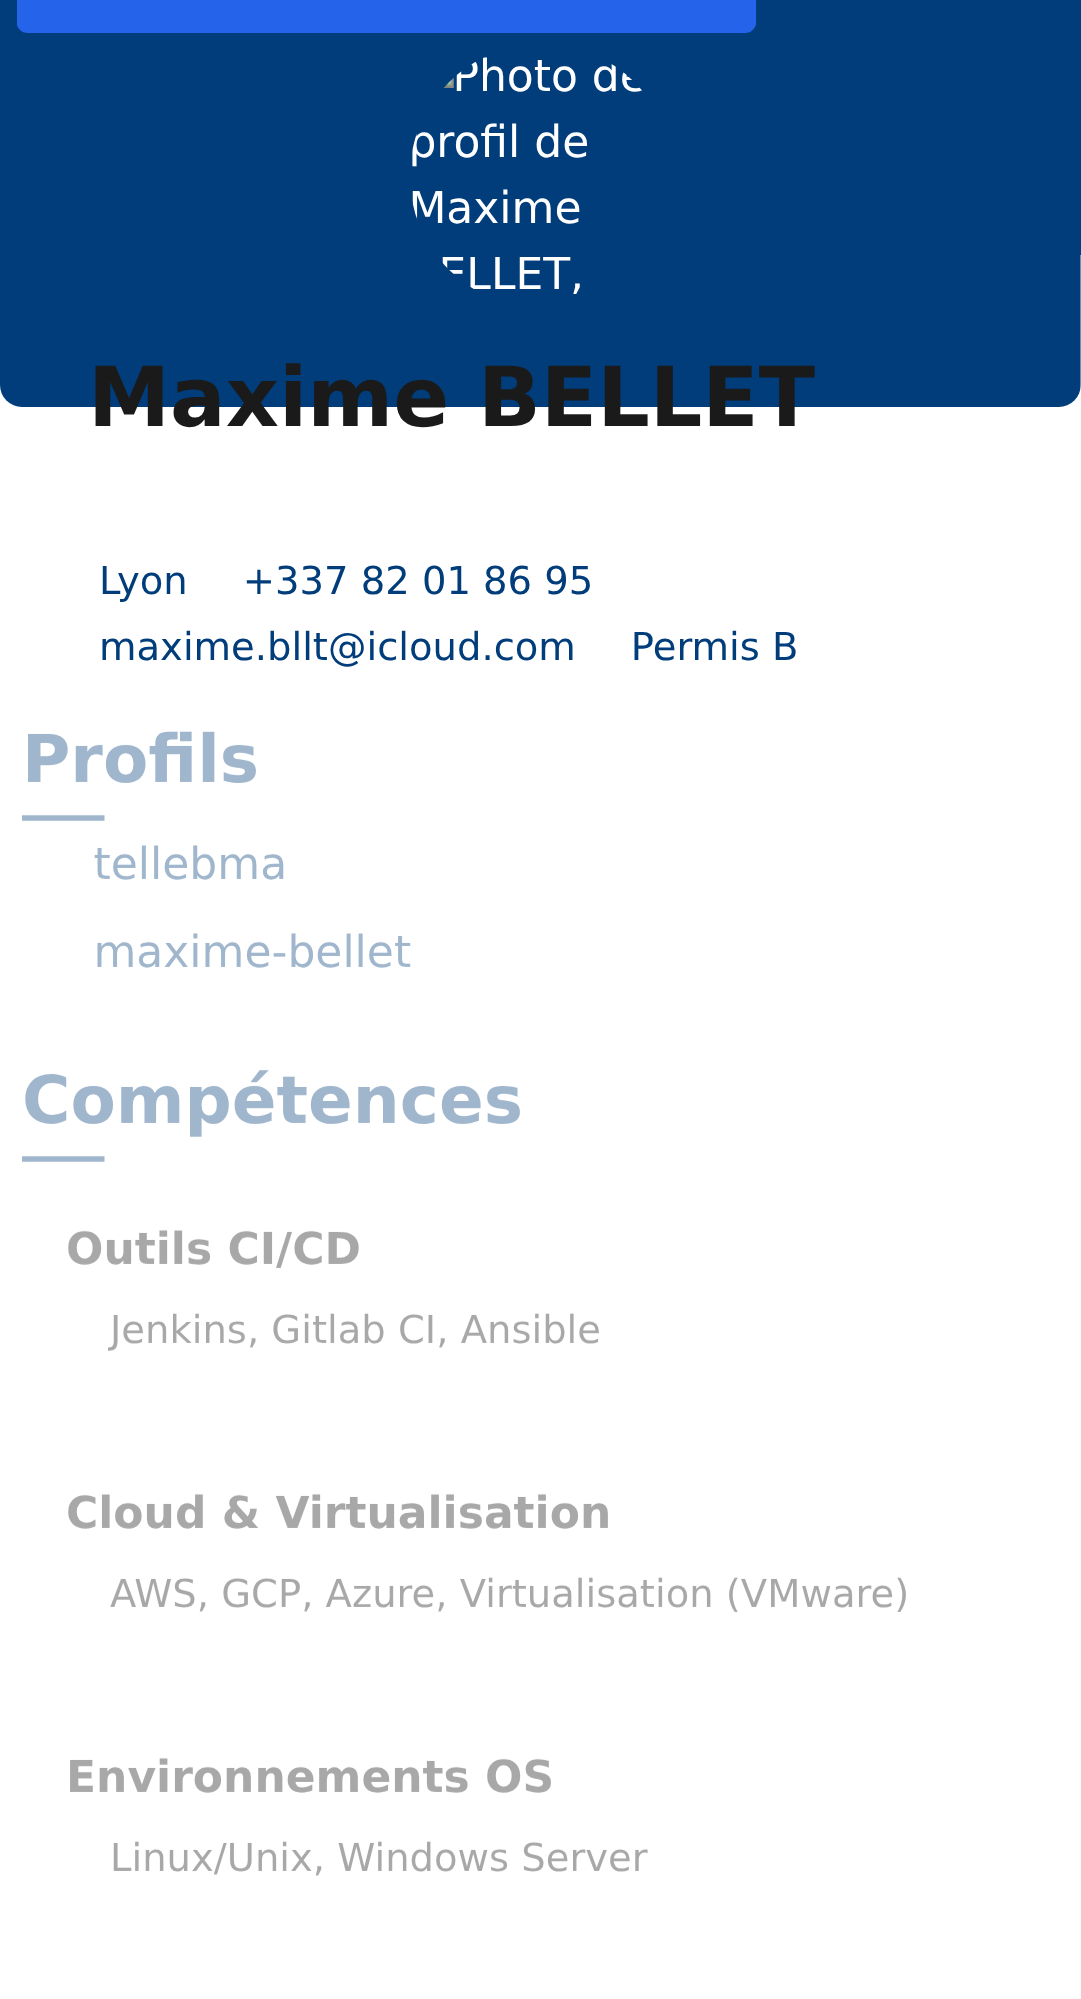 Photo de
profil de
Maxime
BELLET,
Maxime BELLET
Lyon +337 82 01 86 95
maxime.bllt@icloud.com Permis B
Profils
tellebma
maxime-bellet
Compétences
Outils CI/CD
Jenkins, Gitlab CI, Ansible
Cloud & Virtualisation
AWS, GCP, Azure, Virtualisation (VMware)
Environnements OS
Linux/Unix, Windows Server